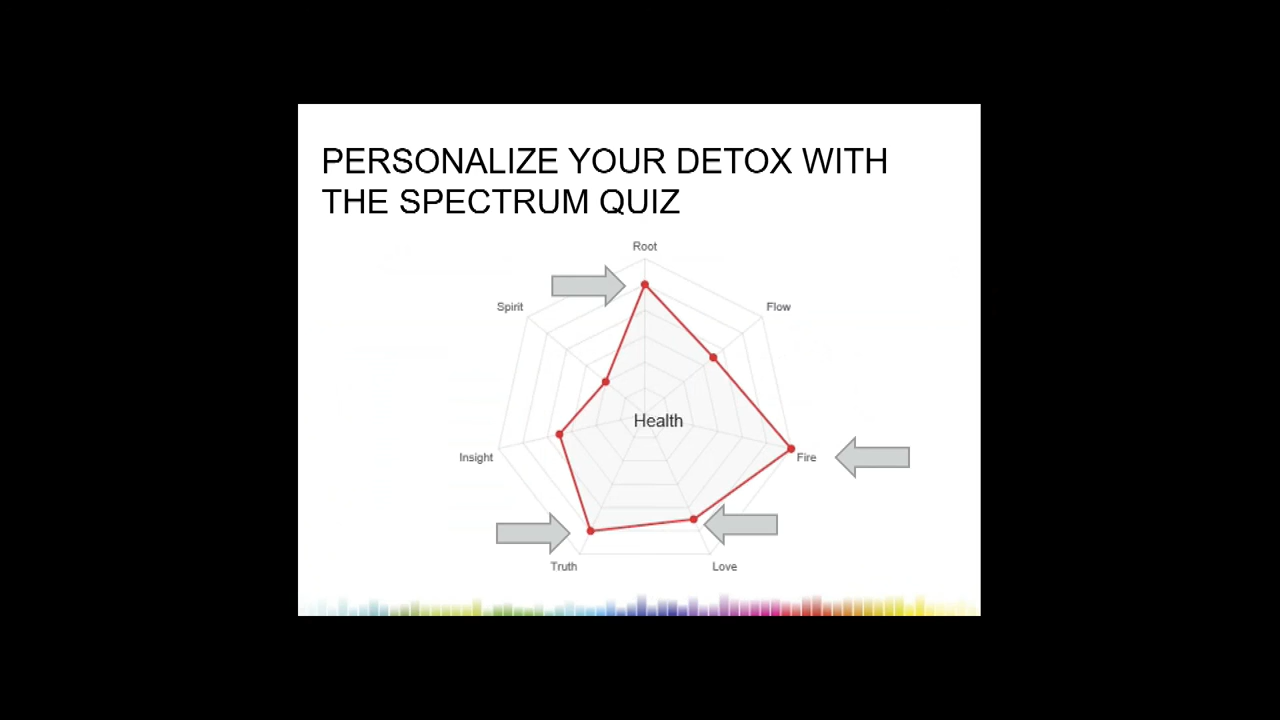 PERSONALIZE YOUR DETOX WITH
THE SPECTRUM QUIZ
Root
Spirit
Flow
Health
Insight
Fire
Truth
Love